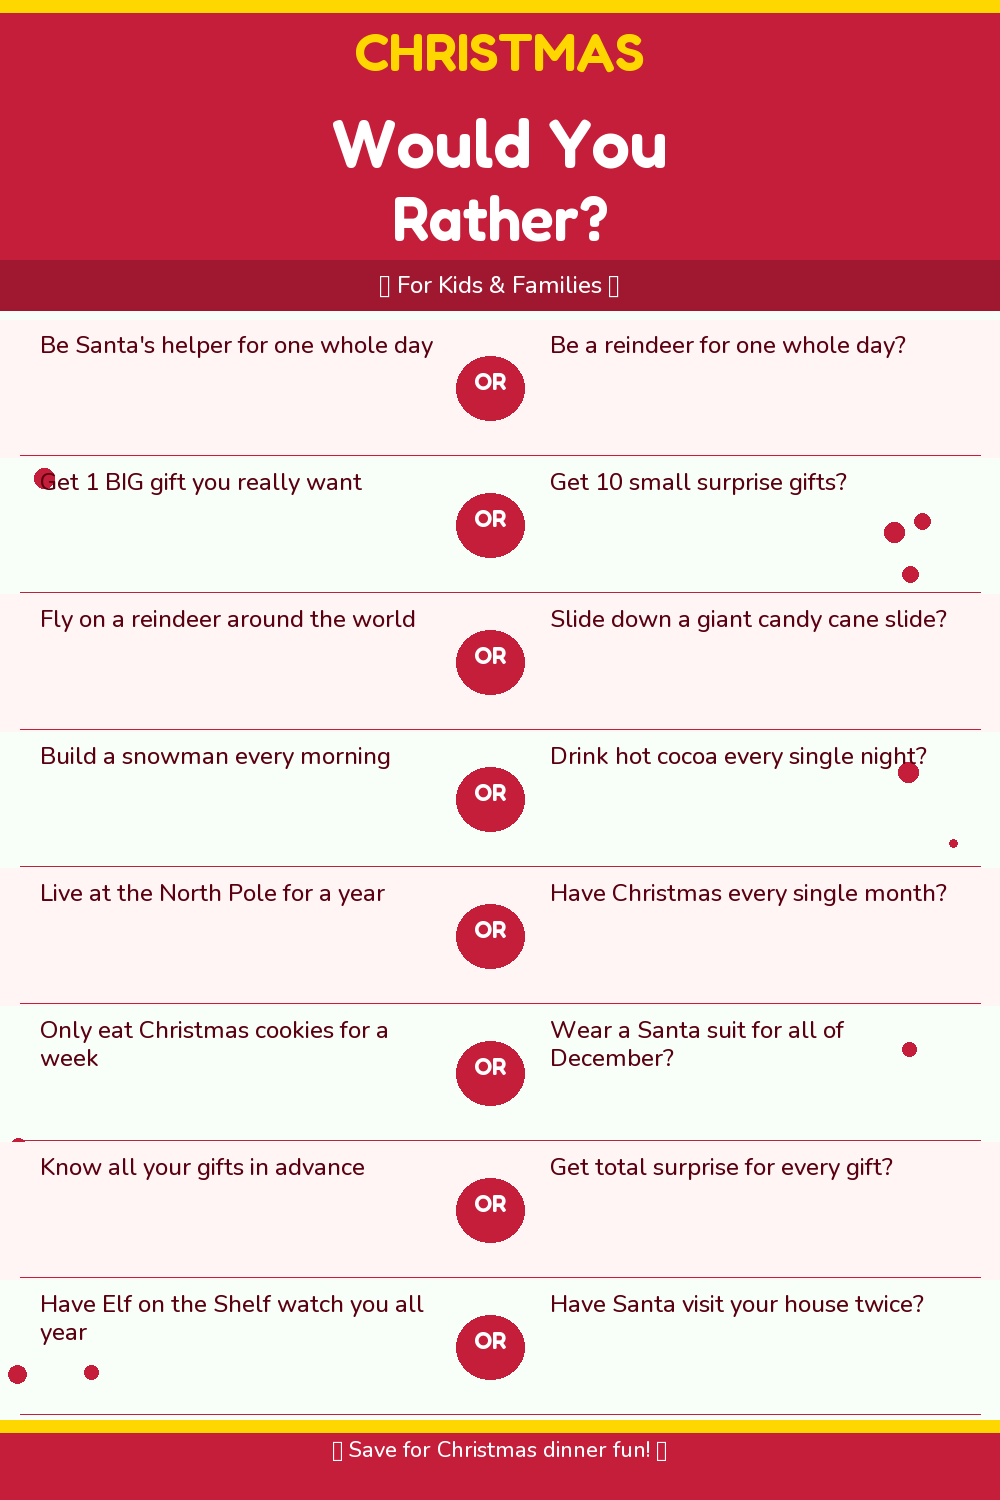 CHRISTMAS
Would You
Rather?
For Kids & Families
Be Santa's helper for one whole day
OR
Be a reindeer for one whole day?
Get 1 BIG gift you really want
OR
Get 10 small surprise gifts?
Fly on a reindeer around the world
OR
Slide down a giant candy cane slide?
Build a snowman every morning
OR
Drink hot cocoa every single night?
Live at the North Pole for a year
OR
Have Christmas every single month?
Only eat Christmas cookies for a
week
OR
Wear a Santa suit for all of
December?
Know all your gifts in advance
OR
Get total surprise for every gift?
Have Elf on the Shelf watch you all
year
OR
Have Santa visit your house twice?
Save for Christmas dinner fun!